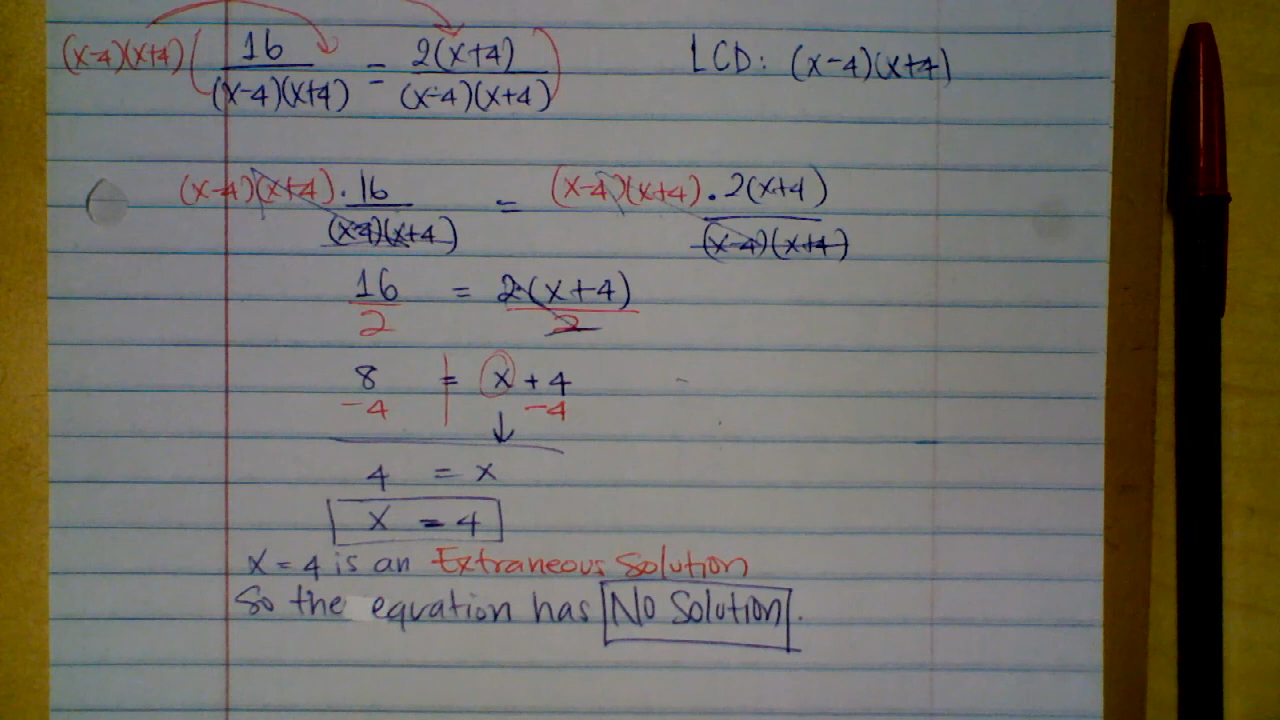 (x-4)(x+4) ( 16/(x-4)(x+4) = 2(x+4)/(x-4)(x+4) ) LCD: (x-4)(x+4)
(x-4)(x+4) · 16/(x-4)(x+4) = (x-4)(x+4) · 2(x+4)/(x-4)(x+4)
16/2 = 2·(x+4)/2
8 = x + 4
-4 -4
4 = x
x = 4
x = 4 is an Extraneous Solution
So the equation has No Solution.